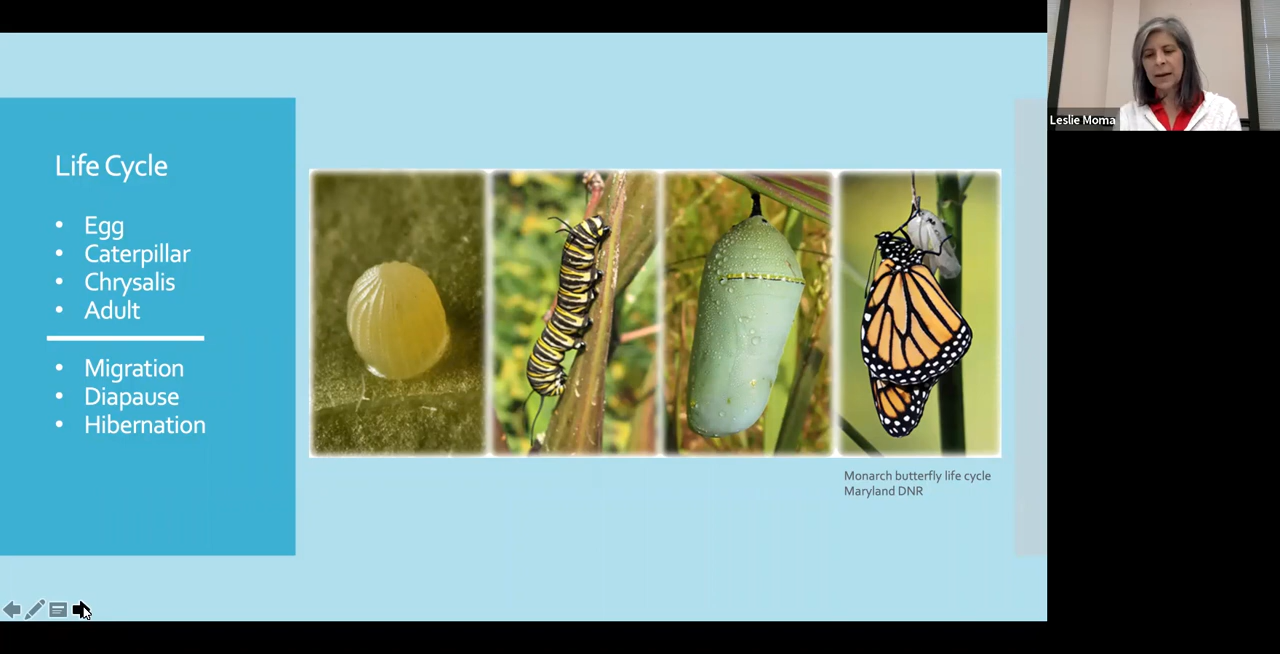 Life Cycle
• Egg
• Caterpillar
• Chrysalis
• Adult
• Migration
• Diapause
• Hibernation
Monarch butterfly life cycle
Maryland DNR
Leslie Moma